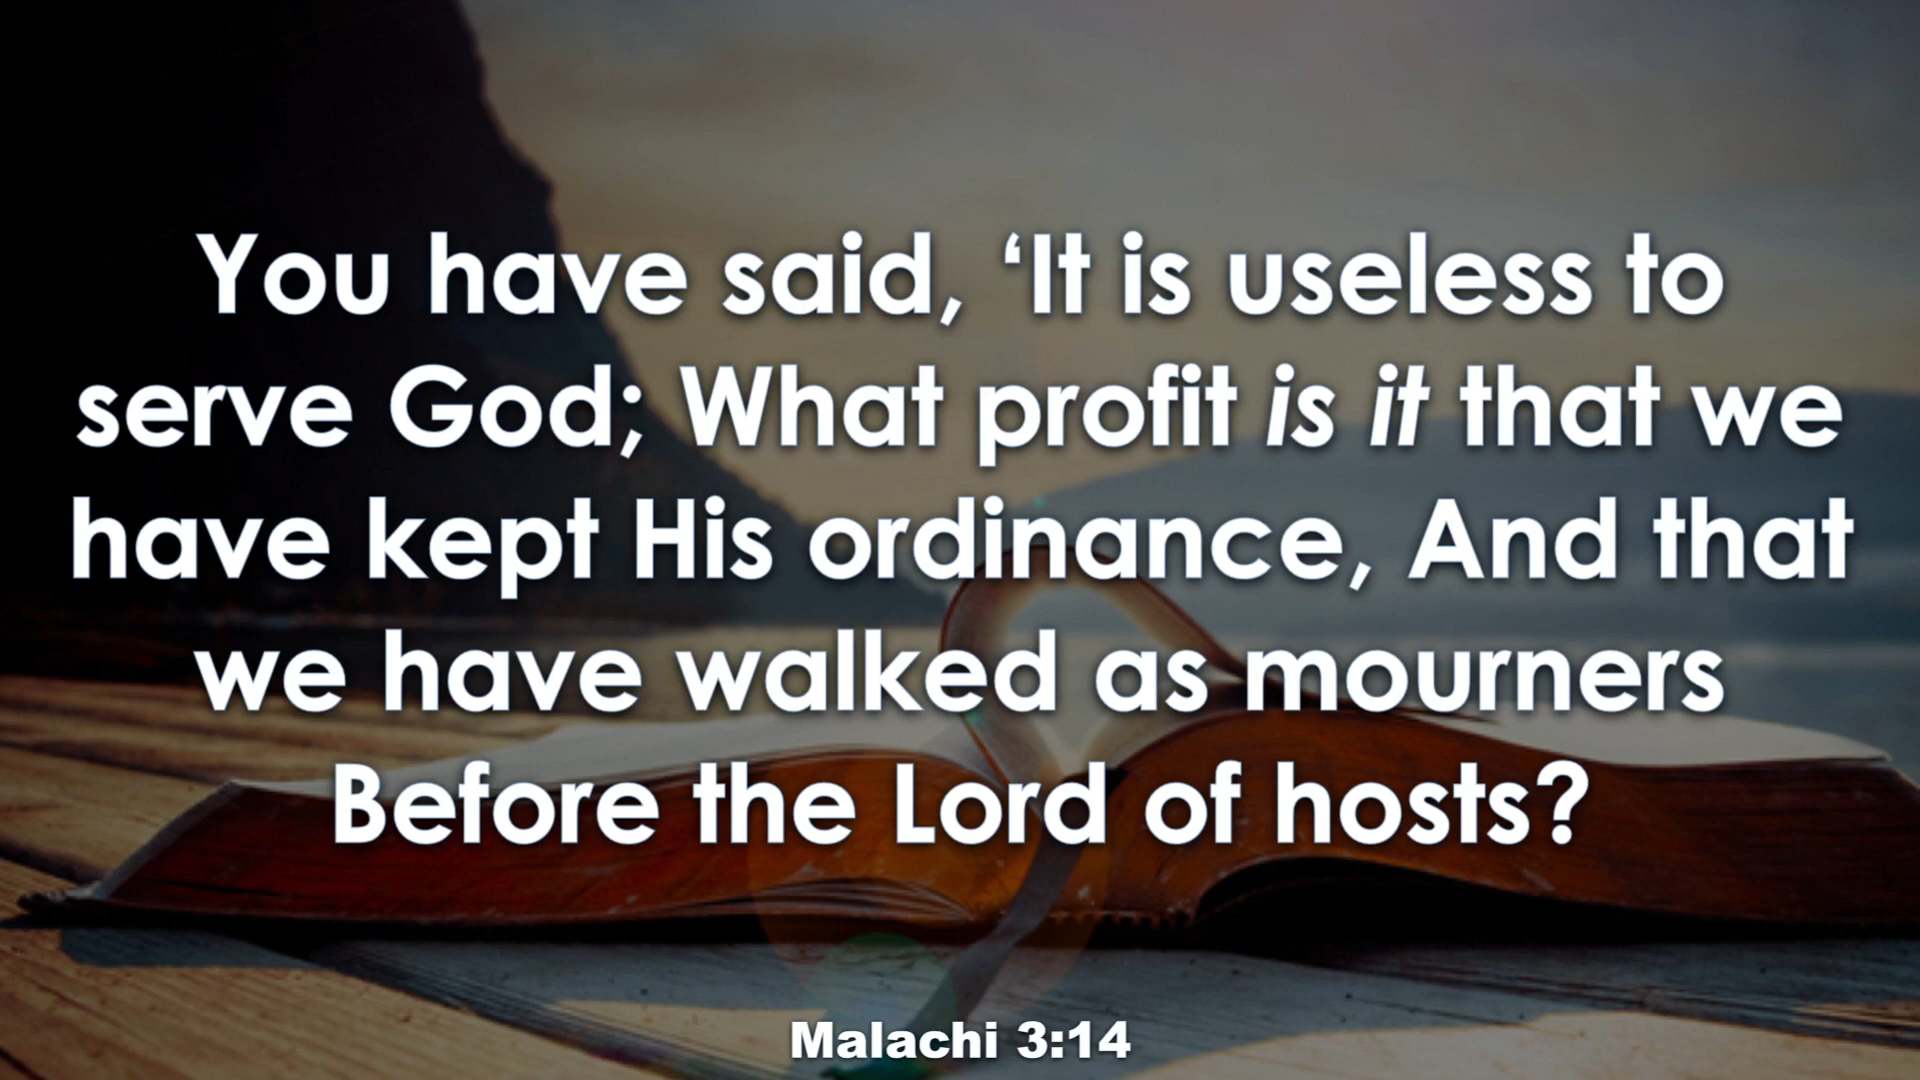 You have said, ‘It is useless to
serve God; What profit is it that we
have kept His ordinance, And that
we have walked as mourners
Before the Lord of hosts?
Malachi 3:14